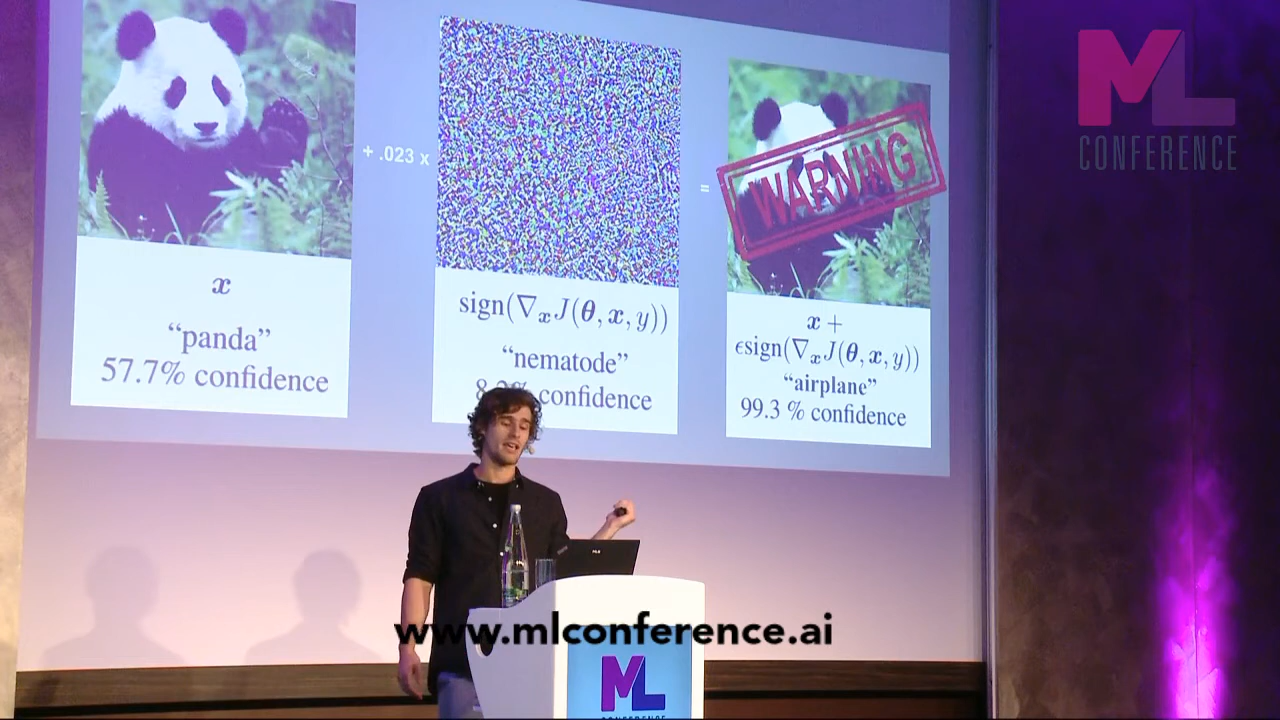 + .023 x
=
WARNING
x
"panda"
57.7% confidence
sign(∇ₓJ(θ, x, y))
"nematode"
confidence
x +
ϵsign(∇ₓJ(θ, x, y))
"airplane"
99.3 % confidence
ML
CONFERENCE
www.mlconference.ai
ML
CONFERENCE